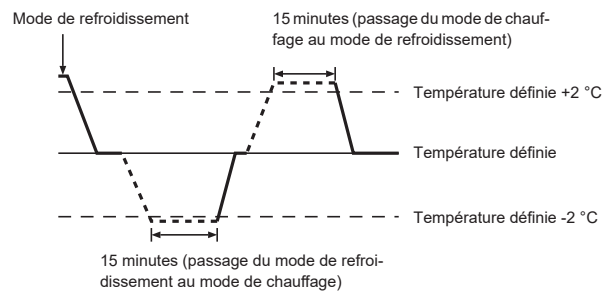 Mode de refroidissement
15 minutes (passage du mode de chauf-
fage au mode de refroidissement)
Température définie +2 °C
Température définie
Température définie -2 °C
15 minutes (passage du mode de refroi-
dissement au mode de chauffage)